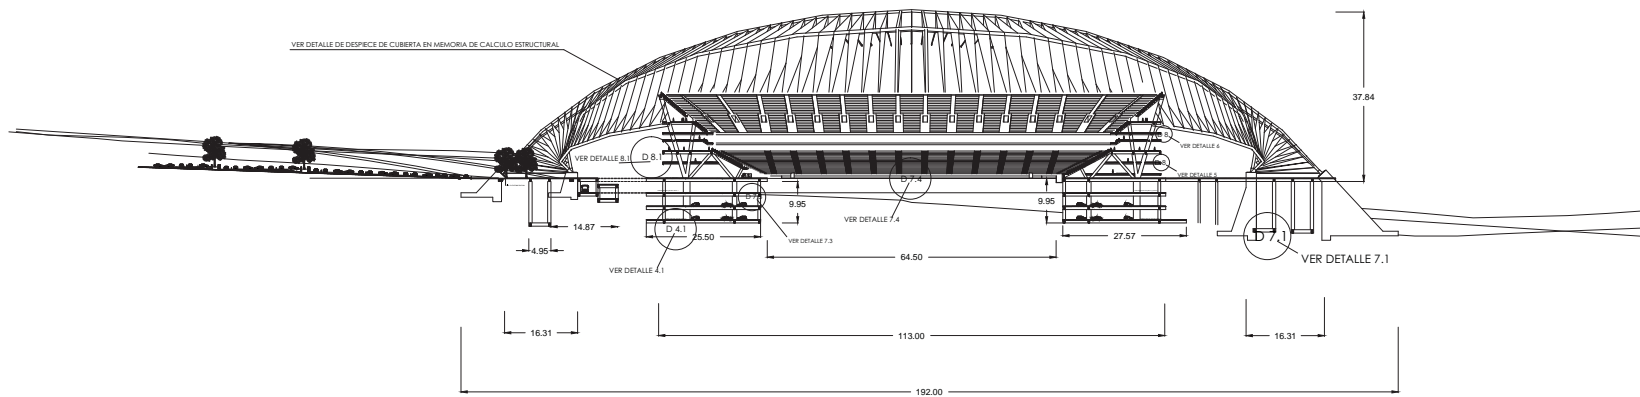 VER DETALLE DE DESPIECE DE CUBIERTA EN MEMORIA DE CALCULO ESTRUCTURAL
37.84
VER DETALLE 8.1
D 8.1
VER DETALLE 6
VER DETALLE 5
D 7.4
VER DETALLE 7.4
9.95
9.95
14.87
4.95
D 4.1
25.50
VER DETALLE 7.3
VER DETALLE 4.1
64.50
27.57
D 7.1
VER DETALLE 7.1
16.31
113.00
16.31
192.00